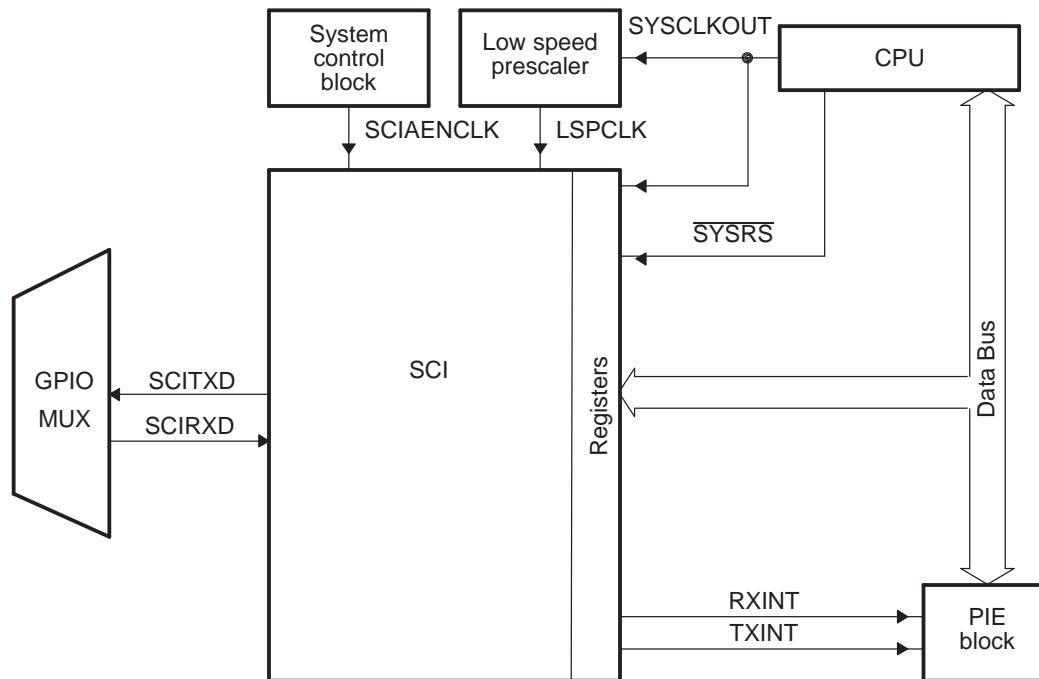 System
control
block
Low speed
prescaler
SYSCLKOUT
CPU
SCIAENCLK
LSPCLK
SYSRS
GPIO
MUX
SCITXD
SCIRXD
SCI
Registers
Data Bus
RXINT
TXINT
PIE
block